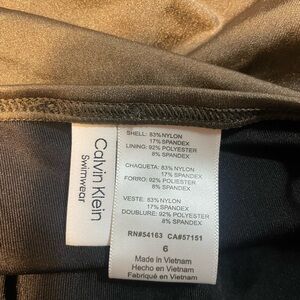 Calvin Klein
Swimwear
SHELL: 83% NYLON
17% SPANDEX
LINING: 92% POLYESTER
8% SPANDEX
CHAQUETA: 83% NYLON
17% SPANDEX
FORRO: 92% POLIESTER
8% SPANDEX
VESTE: 83% NYLON
17% SPANDEX
DOUBLURE: 92% POLYESTER
8% SPANDEX
RN#54163 CA#57151
6
Made in Vietnam
Hecho en Vietnam
Fabriqué en Vietnam